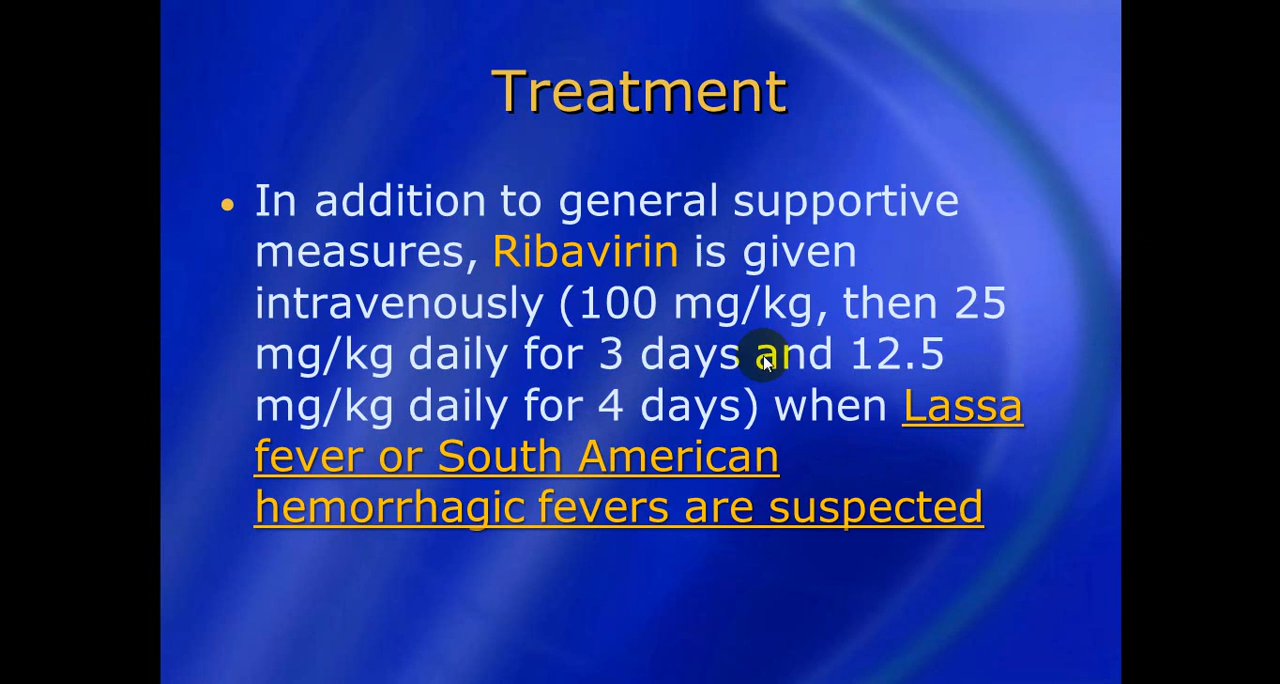 Treatment
• In addition to general supportive
measures, Ribavirin is given
intravenously (100 mg/kg, then 25
mg/kg daily for 3 days and 12.5
mg/kg daily for 4 days) when Lassa
fever or South American
hemorrhagic fevers are suspected